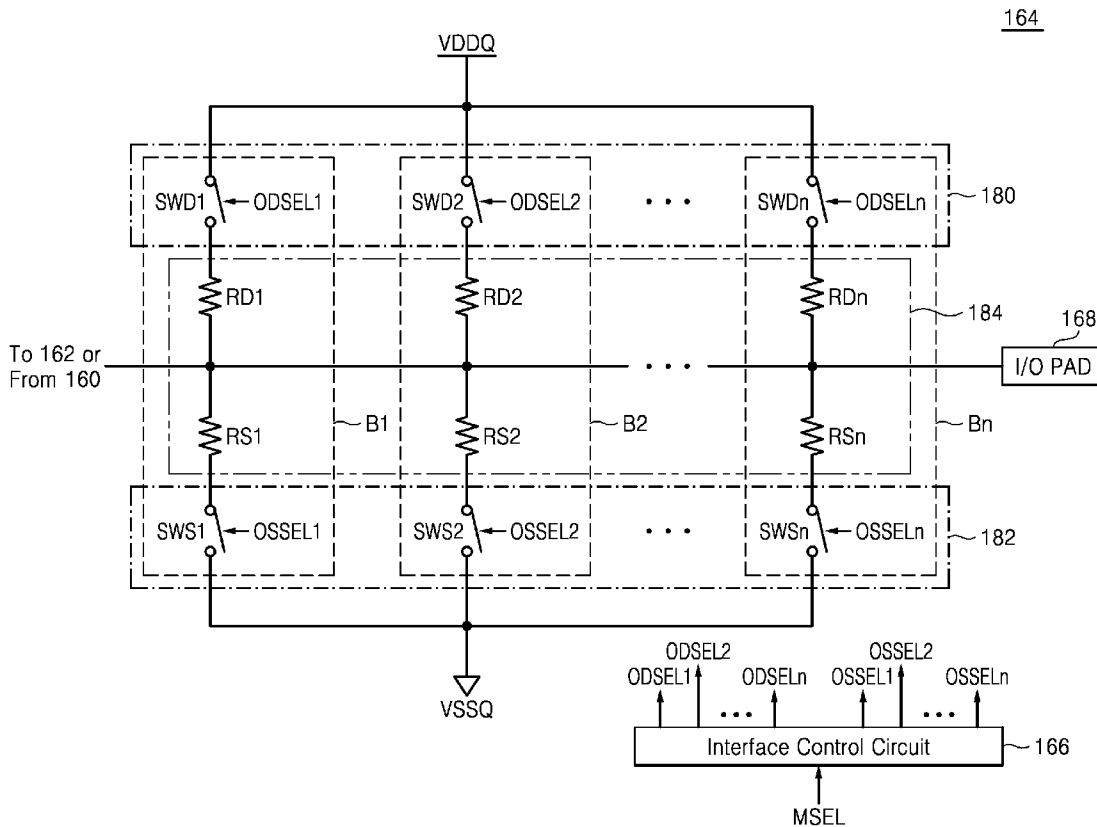 164
VDDQ
SWD1
ODSEL1
SWD2
ODSEL2
...
SWDn
ODSELn
180
RD1
RD2
RDn
184
168
To 162 or
From 160
...
I/O PAD
RS1
B1
RS2
B2
RSn
Bn
SWS1
OSSEL1
SWS2
OSSEL2
...
SWSn
OSSELn
182
VSSQ
ODSEL1
ODSEL2
...
ODSELn
OSSEL1
OSSEL2
...
OSSELn
Interface Control Circuit
166
MSEL